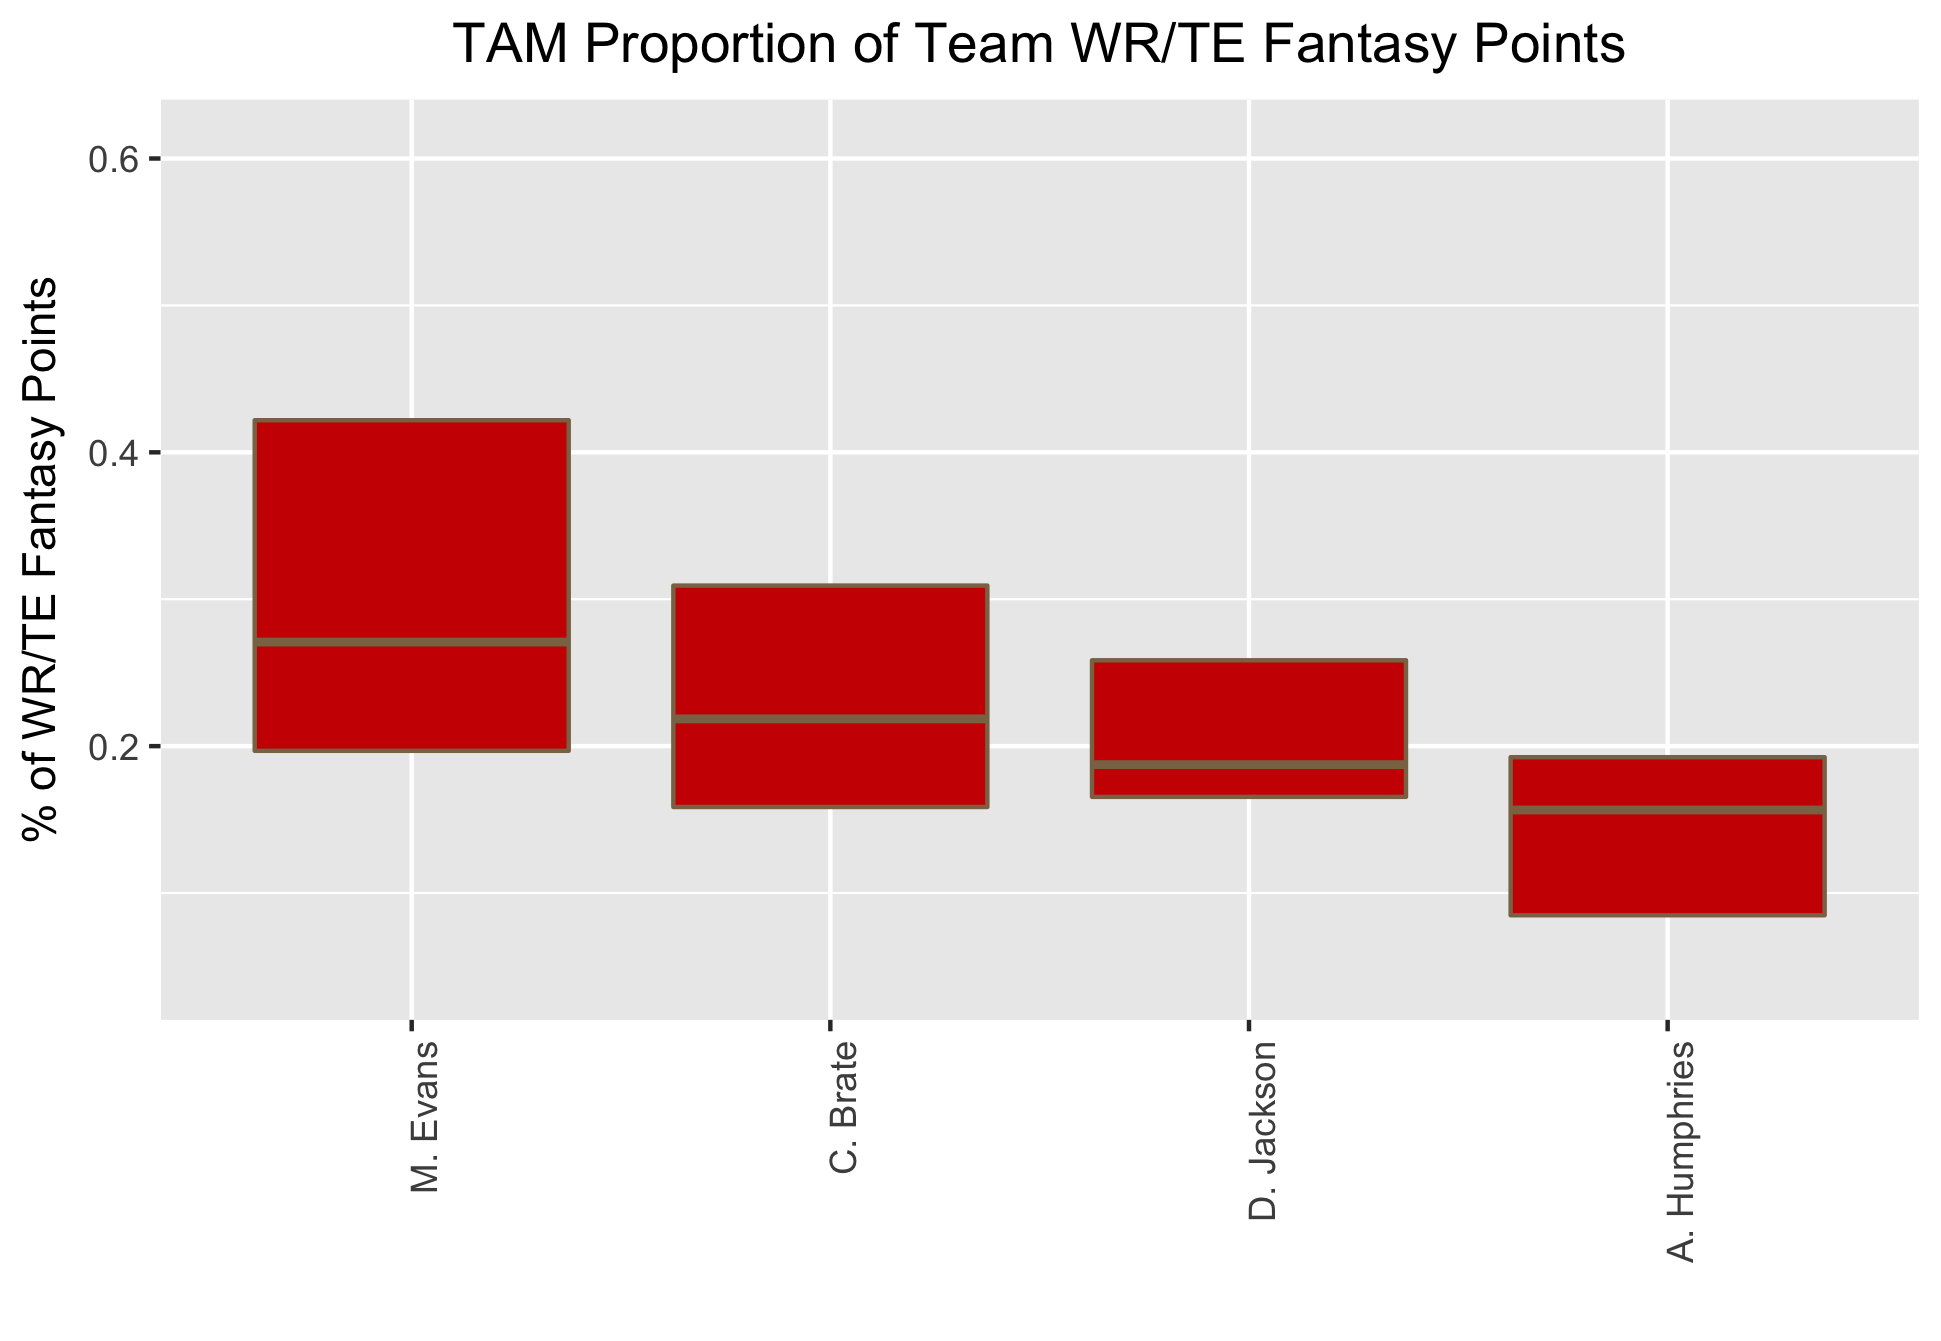 TAM Proportion of Team WR/TE Fantasy Points
% of WR/TE Fantasy Points
0.6
0.4
0.2
M. Evans
C. Brate
D. Jackson
A. Humphries